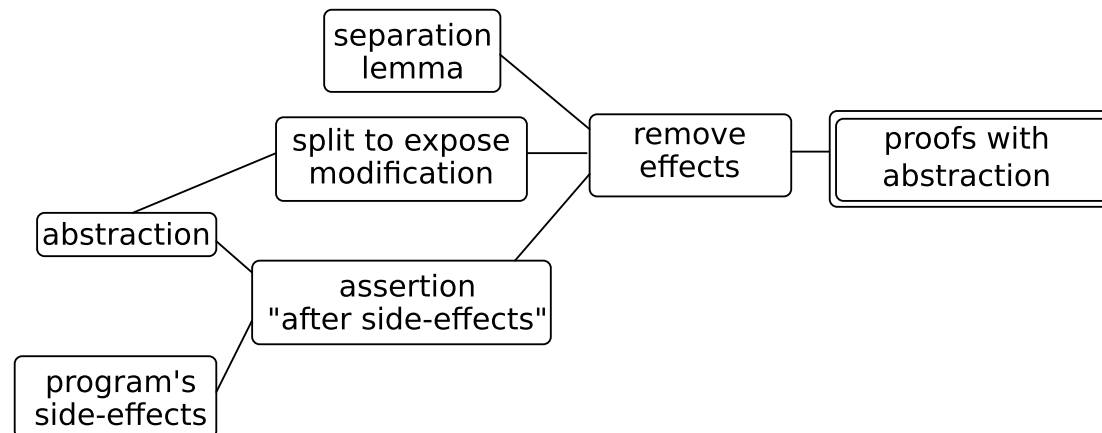 separation
lemma
split to expose
modification
remove
effects
proofs with
abstraction
abstraction
assertion
"after side-effects"
program's
side-effects